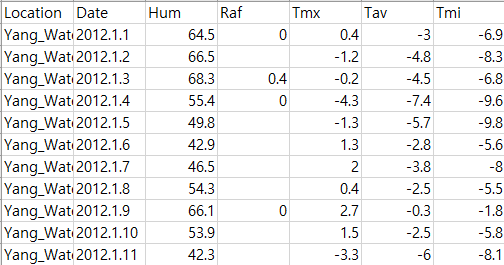 Location Date Hum Raf Tmx Tav Tmi
Yang_Wat 2012.1.1 64.5 0 0.4 -3 -6.9
Yang_Wat 2012.1.2 66.5 -1.2 -4.8 -8.3
Yang_Wat 2012.1.3 68.3 0.4 -0.2 -4.5 -6.8
Yang_Wat 2012.1.4 55.4 0 -4.3 -7.4 -9.6
Yang_Wat 2012.1.5 49.8 -1.3 -5.7 -9.8
Yang_Wat 2012.1.6 42.9 1.3 -2.8 -5.6
Yang_Wat 2012.1.7 46.5 2 -3.8 -8
Yang_Wat 2012.1.8 54.3 0.4 -2.5 -5.5
Yang_Wat 2012.1.9 66.1 0 2.7 -0.3 -1.8
Yang_Wat 2012.1.10 53.9 1.5 -2.5 -5.8
Yang_Wat 2012.1.11 42.3 -3.3 -6 -8.1